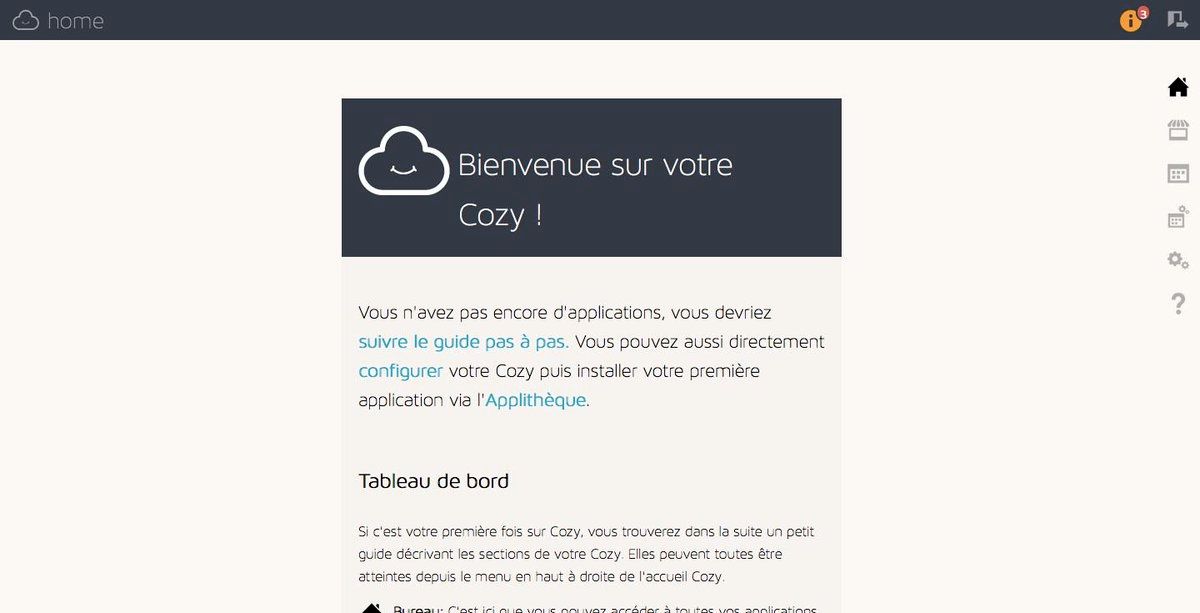 home
3
Bienvenue sur votre
Cozy !
Vous n'avez pas encore d'applications, vous devriez
suivre le guide pas à pas. Vous pouvez aussi directement
configurer votre Cozy puis installer votre première
application via l'Applithèque.
Tableau de bord
Si c'est votre première fois sur Cozy, vous trouverez dans la suite un petit
guide décrivant les sections de votre Cozy. Elles peuvent toutes être
atteintes depuis le menu en haut à droite de l'accueil Cozy.
Bureau: C'est ici que vous pouvez accéder à toutes vos applications